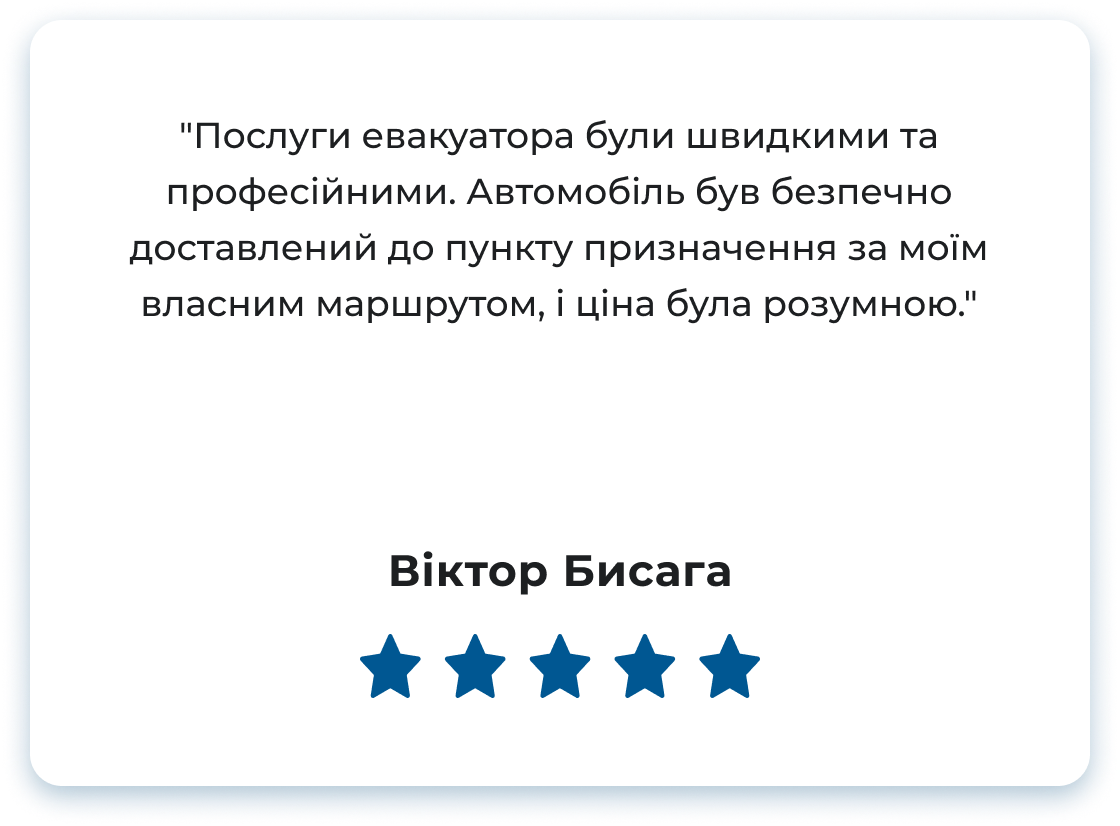 "Послуги евакуатора були швидкими та
професійними. Автомобіль був безпечно
доставлений до пункту призначення за моїм
власним маршрутом, і ціна була розумною."
Віктор Бисага